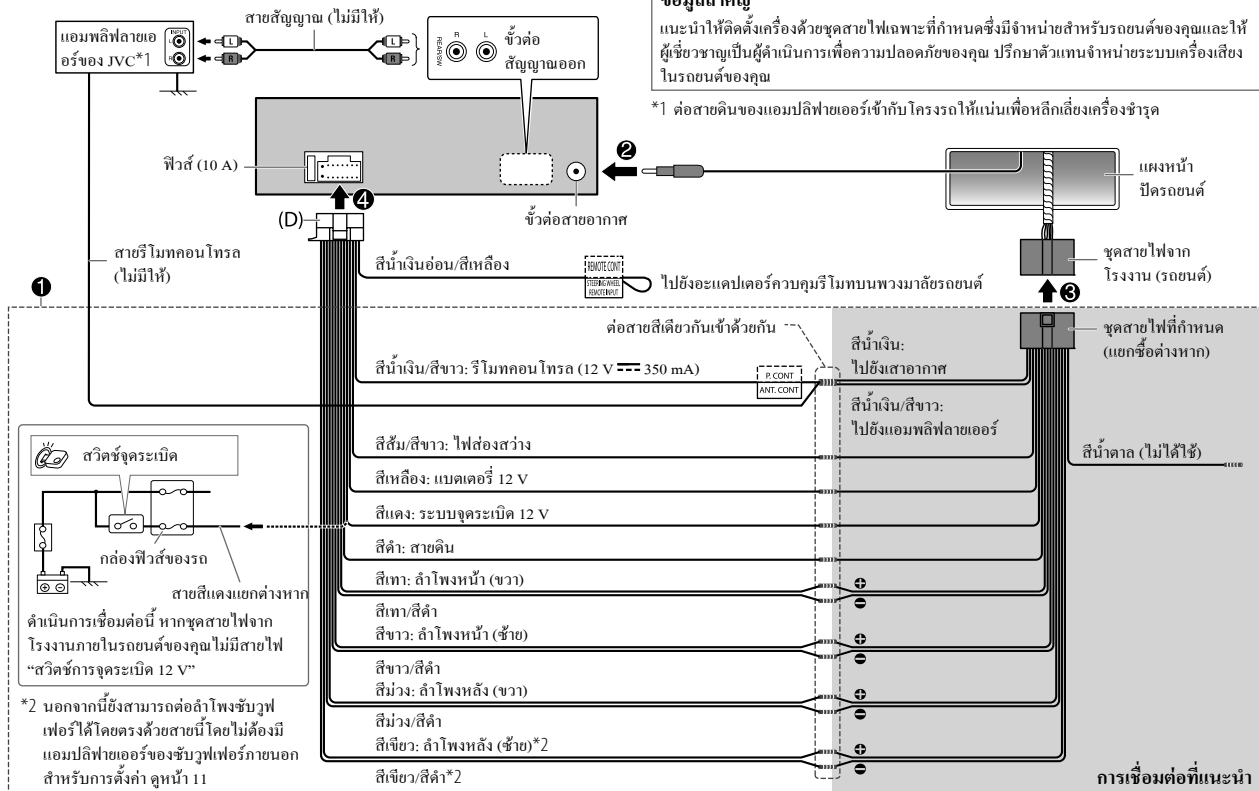 สายสัญญาณ (ไม่มีให้)
แอมพลิฟลายเอ
อร์ของ JVC*1
INPUT
L
R
L
R
L
R
REAR/SW
R
L
ขั้วต่อ
สัญญาณออก
ข้อมูลสำคัญ
แนะนำให้ติดตั้งเครื่องด้วยชุดสายไฟเฉพาะที่กำหนดซึ่งมีจำหน่ายสำหรับรถยนต์ของคุณและให้
ผู้เชี่ยวชาญเป็นผู้ดำเนินการเพื่อความปลอดภัยของคุณ ปรึกษาตัวแทนจำหน่ายระบบเครื่องเสียง
ในรถยนต์ของคุณ
*1 ต่อสายดินของแอมปลิฟายเออร์เข้ากับโครงรถให้แน่นเพื่อหลีกเลี่ยงเครื่องชำรุด
ฟิวส์ (10 A)
2
แผงหน้า
ปัดรถยนต์
4
(D)
ขั้วต่อสายอากาศ
สายรีโมทคอนโทรล
(ไม่มีให้)
ชุดสายไฟจาก
โรงงาน (รถยนต์)
สีน้ำเงินอ่อน/สีเหลือง
REMOTE CONT
STEERING WHEEL
REMOTE INPUT
ไปยังอะแดปเตอร์ควบคุมรีโมทบนพวงมาลัยรถยนต์
1
3
ต่อสายสีเดียวกันเข้าด้วยกัน
ชุดสายไฟที่กำหนด
(แยกซื้อต่างหาก)
สีน้ำเงิน:
ไปยังเสาอากาศ
สีน้ำเงิน/สีขาว: รีโมทคอนโทรล (12 V 350 mA)
P. CONT
ANT. CONT
สีน้ำเงิน/สีขาว:
ไปยังแอมพลิฟลายเออร์
สีส้ม/สีขาว: ไฟส่องสว่าง
สีน้ำตาล (ไม่ได้ใช้)
สวิตช์จุดระเบิด
สีเหลือง: แบตเตอรี่ 12 V
สีแดง: ระบบจุดระเบิด 12 V
สีดำ: สายดิน
กล่องฟิวส์ของรถ
สายสีแดงแยกต่างหาก
สีเทา: ลำโพงหน้า (ขวา)
สีเทา/สีดำ
สีขาว: ลำโพงหน้า (ซ้าย)
สีขาว/สีดำ
สีม่วง: ลำโพงหลัง (ขวา)
สีม่วง/สีดำ
สีเขียว: ลำโพงหลัง (ซ้าย)*2
สีเขียว/สีดำ*2
ดำเนินการเชื่อมต่อนี้ หากชุดสายไฟจาก
โรงงานภายในรถยนต์ของคุณไม่มีสายไฟ
“สวิตช์การจุดระเบิด 12 V”
*2 นอกจากนี้ยังสามารถต่อลำโพงซับวูฟ
เฟอร์ได้โดยตรงด้วยสายนี้โดยไม่ต้องมี
แอมปลิฟายเออร์ของซับวูฟเฟอร์ภายนอก
สำหรับการตั้งค่า ดูหน้า 11
การเชื่อมต่อที่แนะนำ